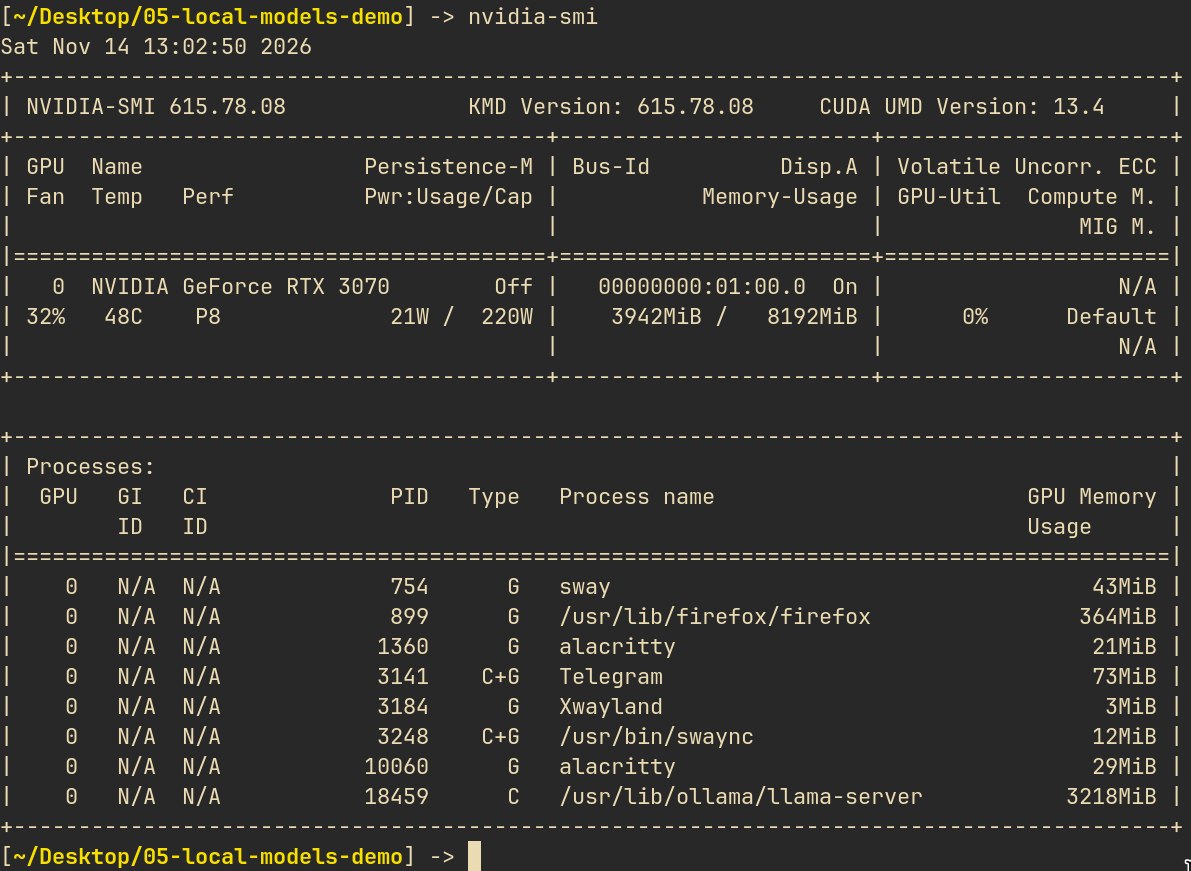 [~/Desktop/05-local-models-demo] -> nvidia-smi
Sat Nov 14 13:02:50 2026
+-----------------------------------------------------------------------------------------+
| NVIDIA-SMI 615.78.08              KMD Version: 615.78.08     CUDA UMD Version: 13.4     |
+-----------------------------------------+------------------------+----------------------+
| GPU  Name                 Persistence-M | Bus-Id          Disp.A | Volatile Uncorr. ECC |
| Fan  Temp   Perf          Pwr:Usage/Cap |           Memory-Usage | GPU-Util  Compute M. |
|                                         |                        |               MIG M. |
|=========================================+========================+======================|
|   0  NVIDIA GeForce RTX 3070        Off |   00000000:01:00.0  On |                  N/A |
| 32%   48C    P8             21W /  220W |    3942MiB /   8192MiB |      0%      Default |
|                                         |                        |                  N/A |
+-----------------------------------------+------------------------+----------------------+

+-----------------------------------------------------------------------------------------+
| Processes:                                                                              |
|  GPU   GI   CI              PID   Type   Process name                        GPU Memory |
|        ID   ID                                                               Usage      |
|=========================================================================================|
|    0   N/A  N/A             754      G   sway                                     43MiB |
|    0   N/A  N/A             899      G   /usr/lib/firefox/firefox                364MiB |
|    0   N/A  N/A            1360      G   alacritty                                21MiB |
|    0   N/A  N/A            3141    C+G   Telegram                                 73MiB |
|    0   N/A  N/A            3184      G   Xwayland                                  3MiB |
|    0   N/A  N/A            3248    C+G   /usr/bin/swaync                          12MiB |
|    0   N/A  N/A           10060      G   alacritty                                29MiB |
|    0   N/A  N/A           18459      C   /usr/lib/ollama/llama-server           3218MiB |
+-----------------------------------------------------------------------------------------+
[~/Desktop/05-local-models-demo] ->